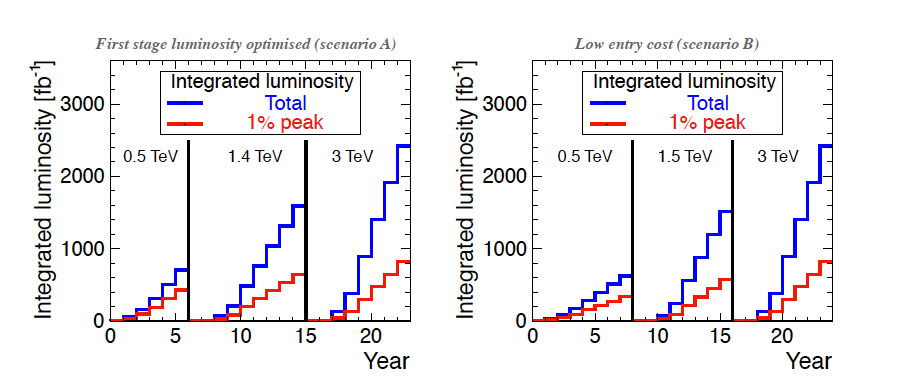 First stage luminosity optimised (scenario A)
Integrated luminosity [fb⁻¹]
3000
2000
1000
0
Integrated luminosity
Total
1% peak
0.5 TeV
1.4 TeV
3 TeV
0
5
10
15
20
Year
Low entry cost (scenario B)
Integrated luminosity [fb⁻¹]
3000
2000
1000
0
Integrated luminosity
Total
1% peak
0.5 TeV
1.5 TeV
3 TeV
0
5
10
15
20
Year